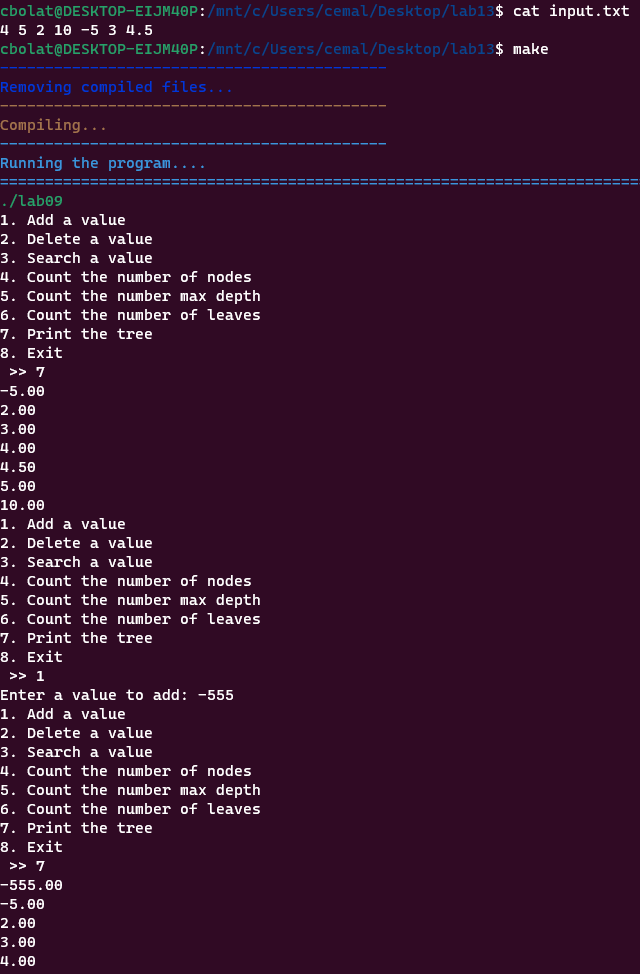 cbolat@DESKTOP-EIJM40P:/mnt/c/Users/cemal/Desktop/lab13$ cat input.txt
4 5 2 10 -5 3 4.5
cbolat@DESKTOP-EIJM40P:/mnt/c/Users/cemal/Desktop/lab13$ make
-------------------------------------------
Removing compiled files...
-------------------------------------------
Compiling...
-------------------------------------------
Running the program....
=======================================================================
./lab09
1. Add a value
2. Delete a value
3. Search a value
4. Count the number of nodes
5. Count the number max depth
6. Count the number of leaves
7. Print the tree
8. Exit
 >> 7
-5.00
2.00
3.00
4.00
4.50
5.00
10.00
1. Add a value
2. Delete a value
3. Search a value
4. Count the number of nodes
5. Count the number max depth
6. Count the number of leaves
7. Print the tree
8. Exit
 >> 1
Enter a value to add: -555
1. Add a value
2. Delete a value
3. Search a value
4. Count the number of nodes
5. Count the number max depth
6. Count the number of leaves
7. Print the tree
8. Exit
 >> 7
-555.00
-5.00
2.00
3.00
4.00